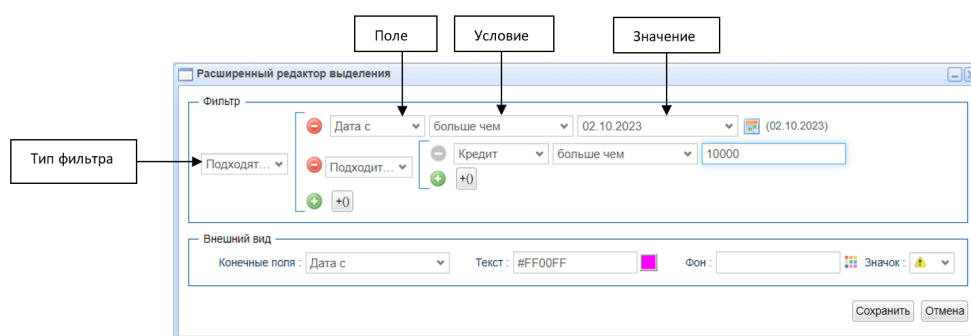 Поле
Условие
Значение
Расширенный редактор выделения
Фильтр
Дата с
больше чем
02.10.2023
(02.10.2023)
Тип фильтра
Подходят...
Подходит...
Кредит
больше чем
10000
+()
+()
Внешний вид
Конечные поля :
Дата с
Текст :
#FF00FF
Фон :
Значок :
Сохранить
Отмена